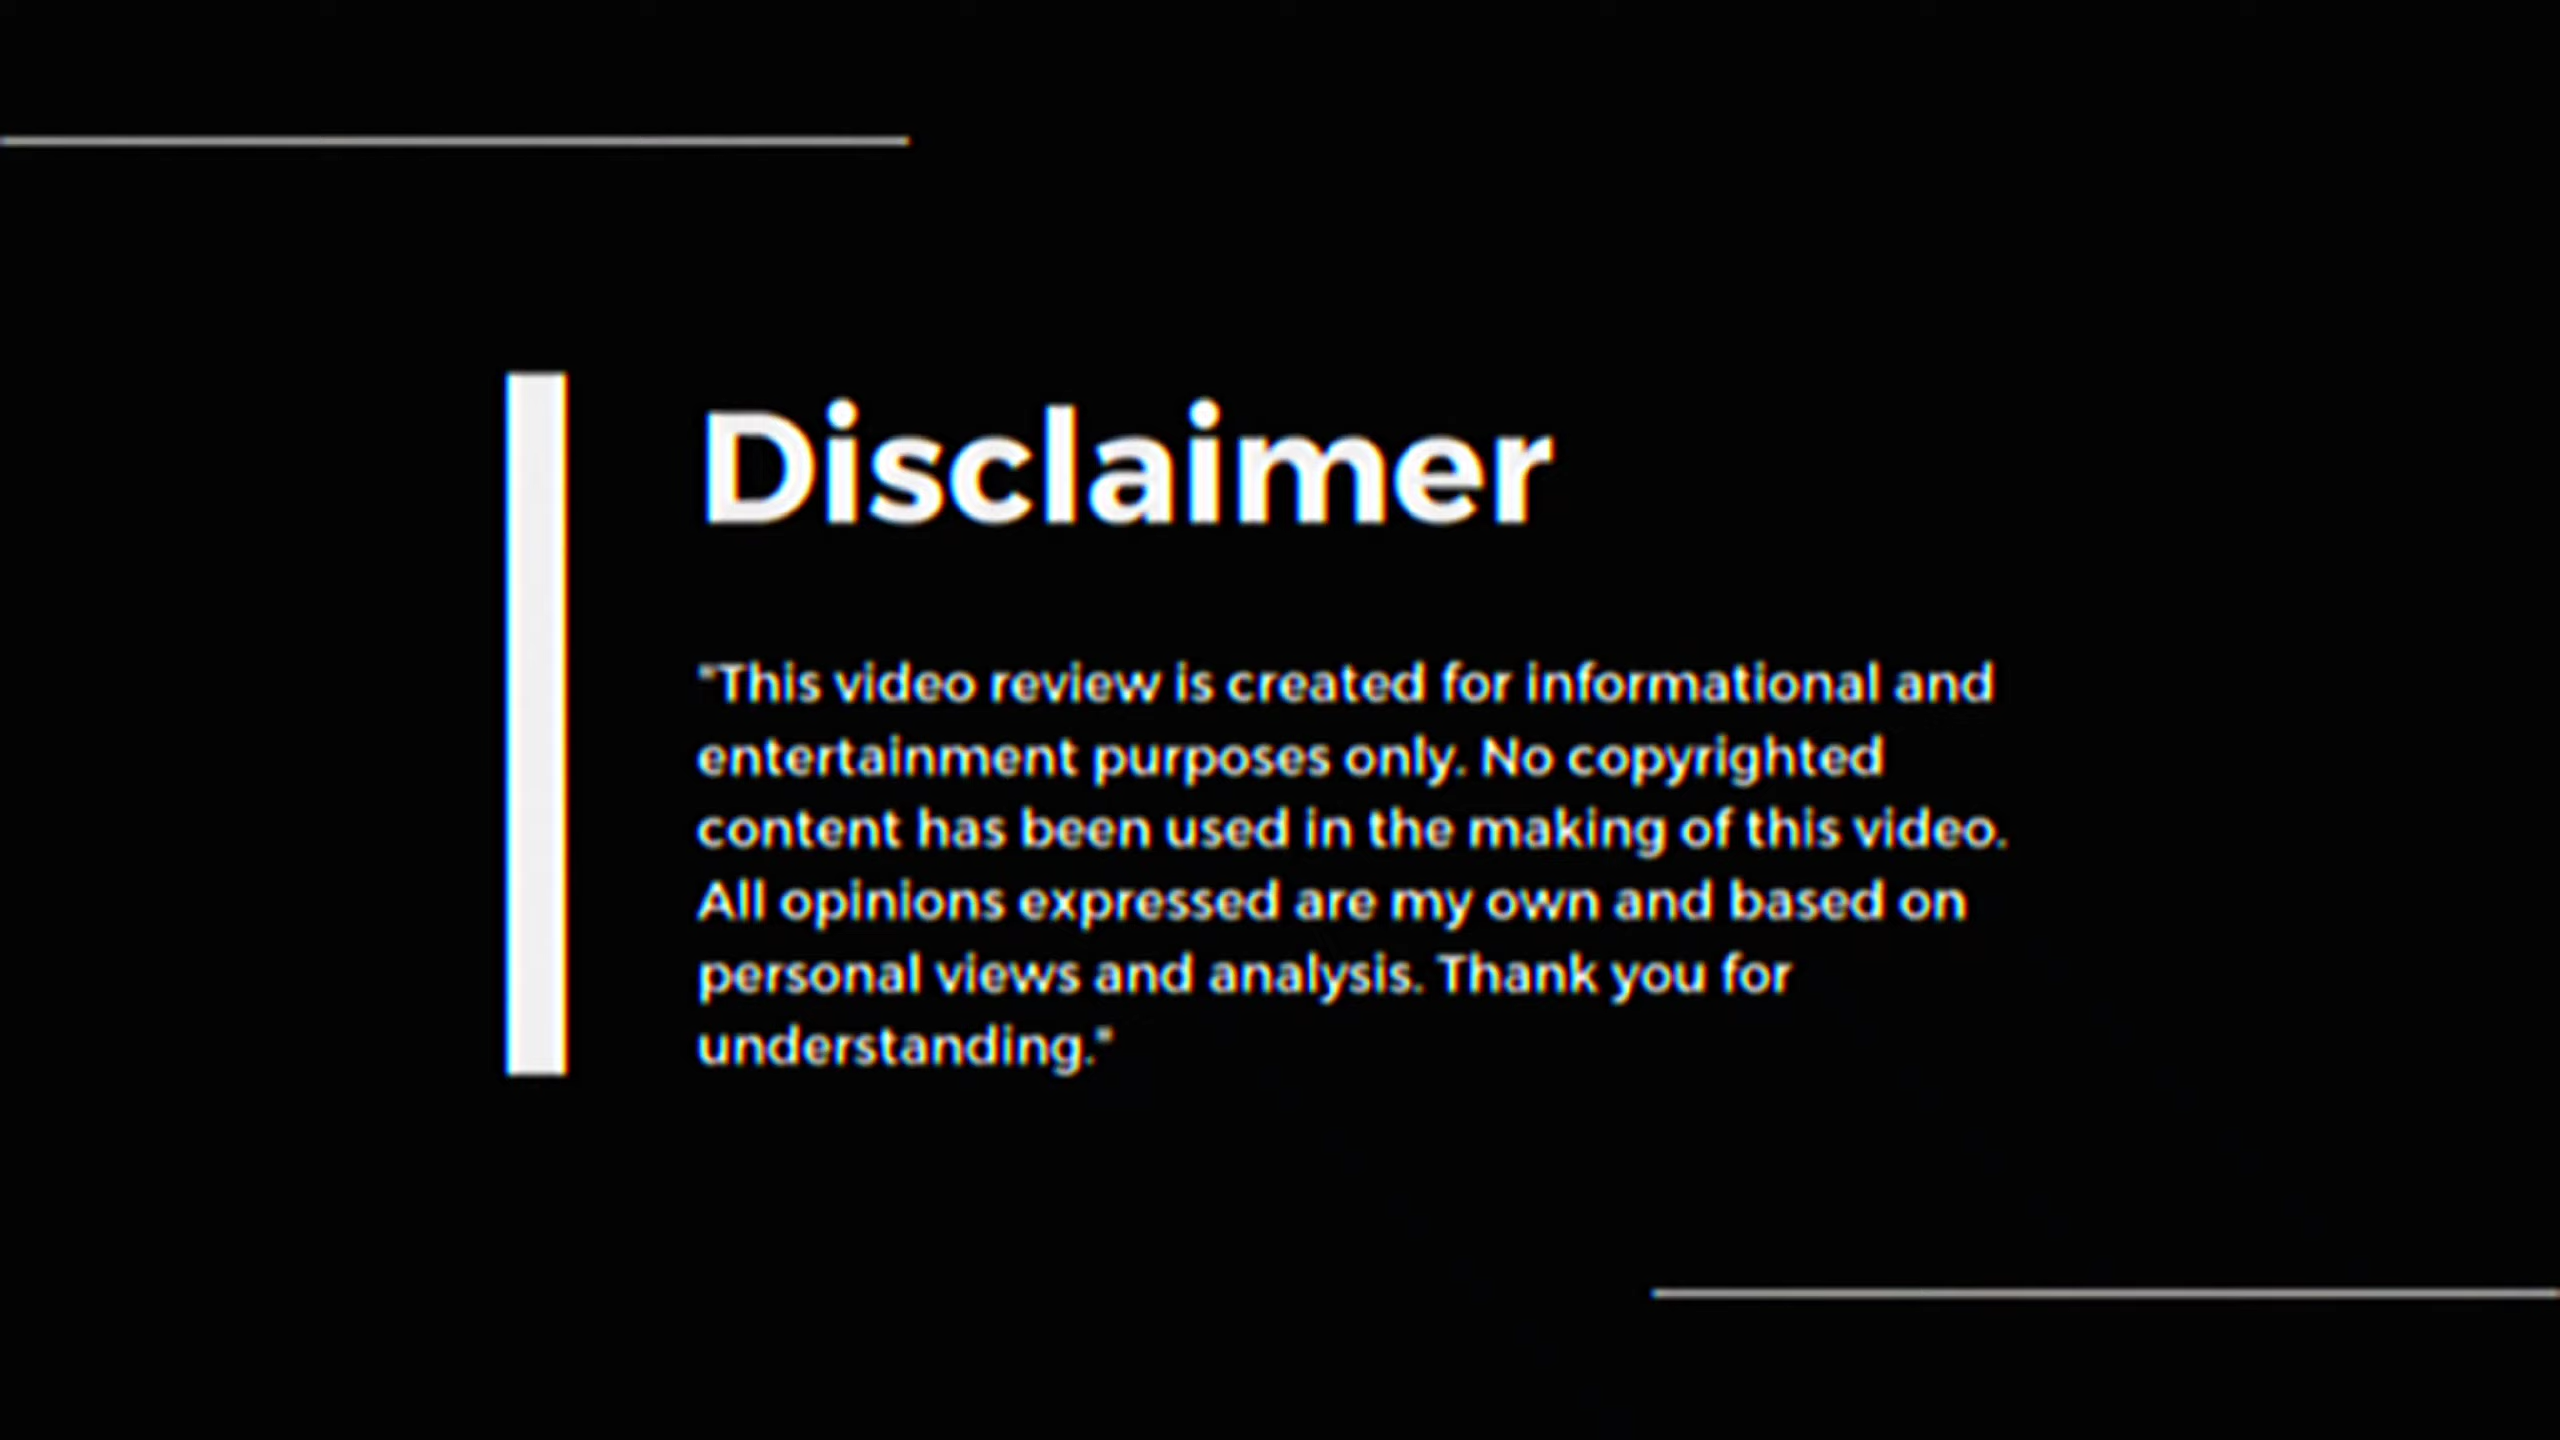 Disclaimer
"This video review is created for informational and
entertainment purposes only. No copyrighted
content has been used in the making of this video.
All opinions expressed are my own and based on
personal views and analysis. Thank you for
understanding."